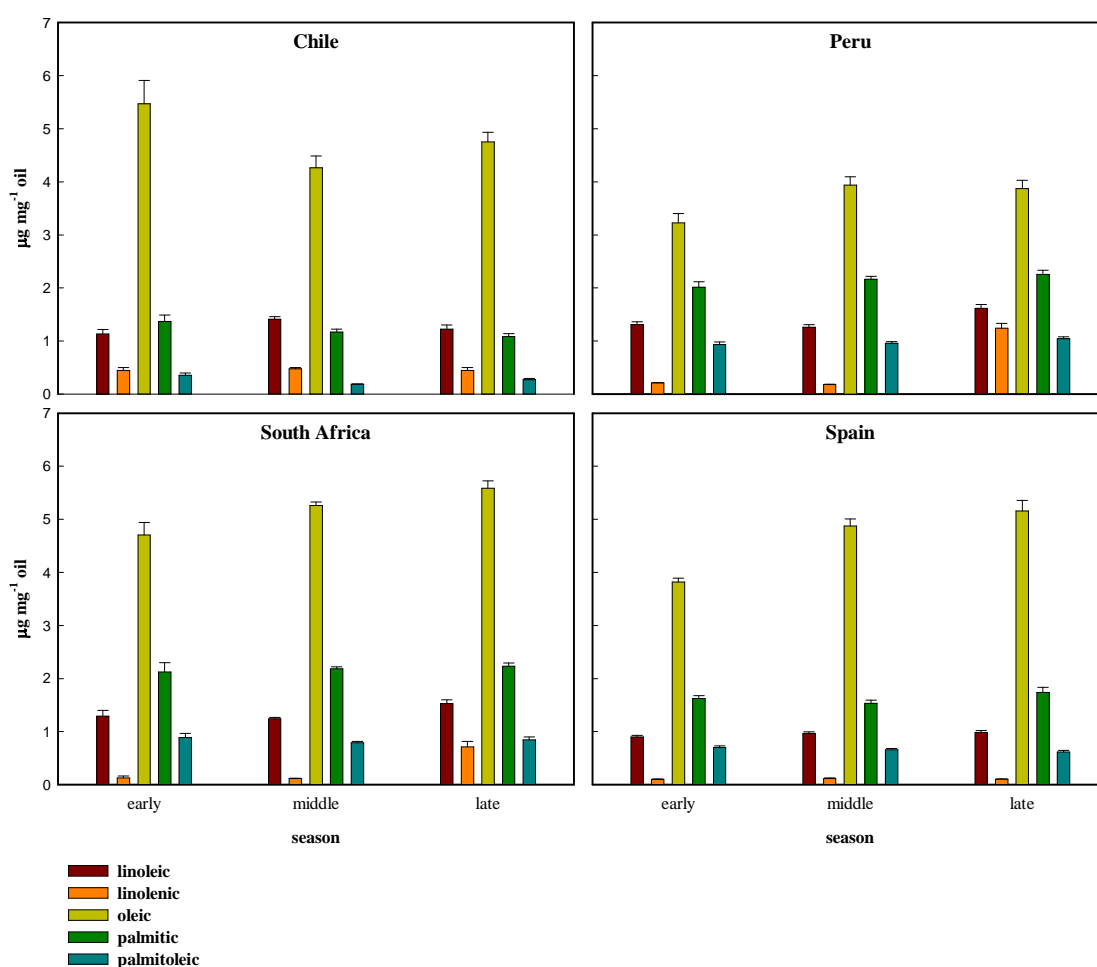 Chile
Peru
7
6
5
4
3
2
1
0
µg mg-1 oil
South Africa
Spain
7
6
5
4
3
2
1
0
µg mg-1 oil
early middle late
early middle late
season
season
linoleic
linolenic
oleic
palmitic
palmitoleic